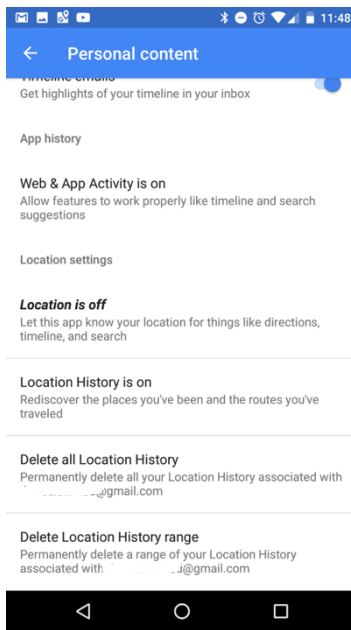 11:48
Personal content
Timeline emails
Get highlights of your timeline in your inbox
App history
Web & App Activity is on
Allow features to work properly like timeline and search
suggestions
Location settings
Location is off
Let this app know your location for things like directions,
timeline, and search
Location History is on
Rediscover the places you've been and the routes you've
traveled
Delete all Location History
Permanently delete all your Location History associated with
@gmail.com
Delete Location History range
Permanently delete a range of your Location History
associated with @gmail.com